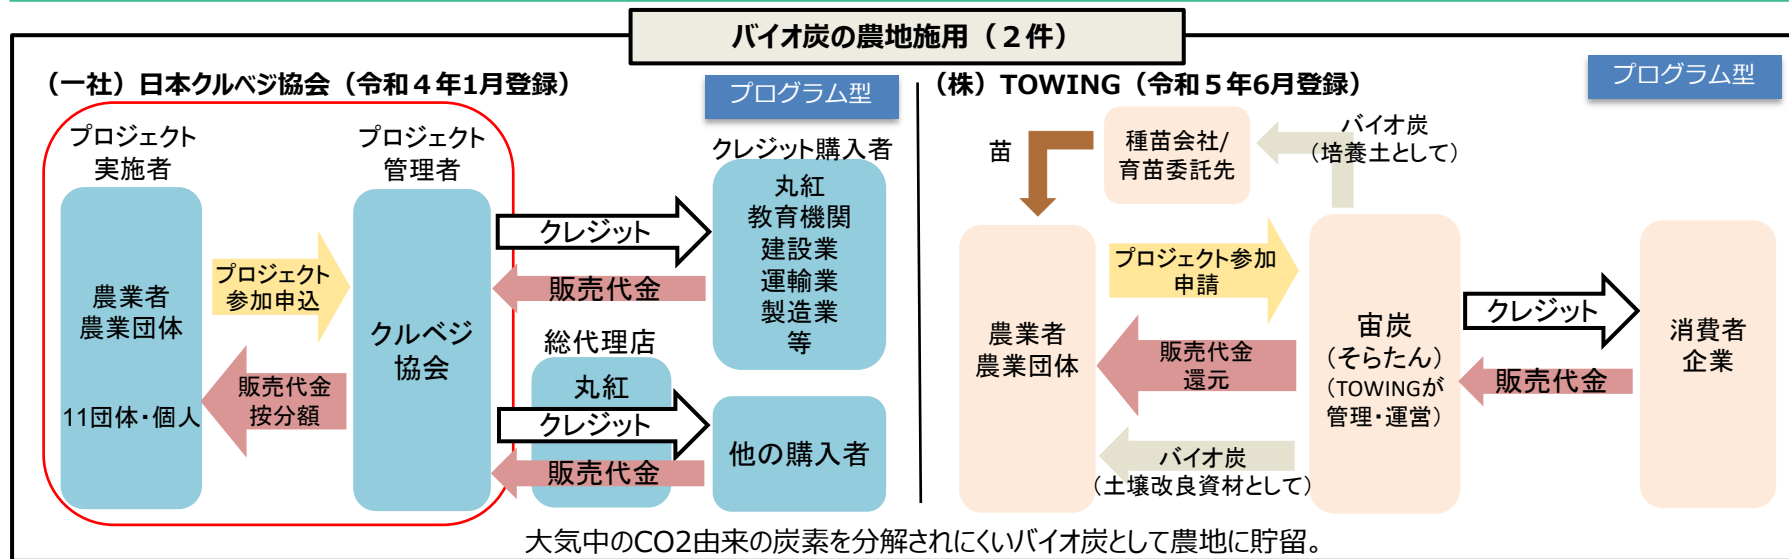 バイオ炭の農地施用（２件）
（一社）日本クルベジ協会（令和４年1月登録）
プログラム型
プロジェクト
実施者
プロジェクト
管理者
クレジット購入者
農業者
農業団体
11団体・個人
プロジェクト
参加申込
販売代金
按分額
クルベジ
協会
クレジット
販売代金
丸紅
教育機関
建設業
運輸業
製造業
等
総代理店
丸紅
クレジット
販売代金
他の購入者
（株）TOWING（令和５年6月登録）
プログラム型
苗
種苗会社/
育苗委託先
バイオ炭
（培養土として）
農業者
農業団体
プロジェクト参加
申請
販売代金
還元
バイオ炭
（土壌改良資材として）
宙炭
（そらたん）
（TOWINGが
管理・運営）
クレジット
販売代金
消費者
企業
大気中のCO2由来の炭素を分解されにくいバイオ炭として農地に貯留。